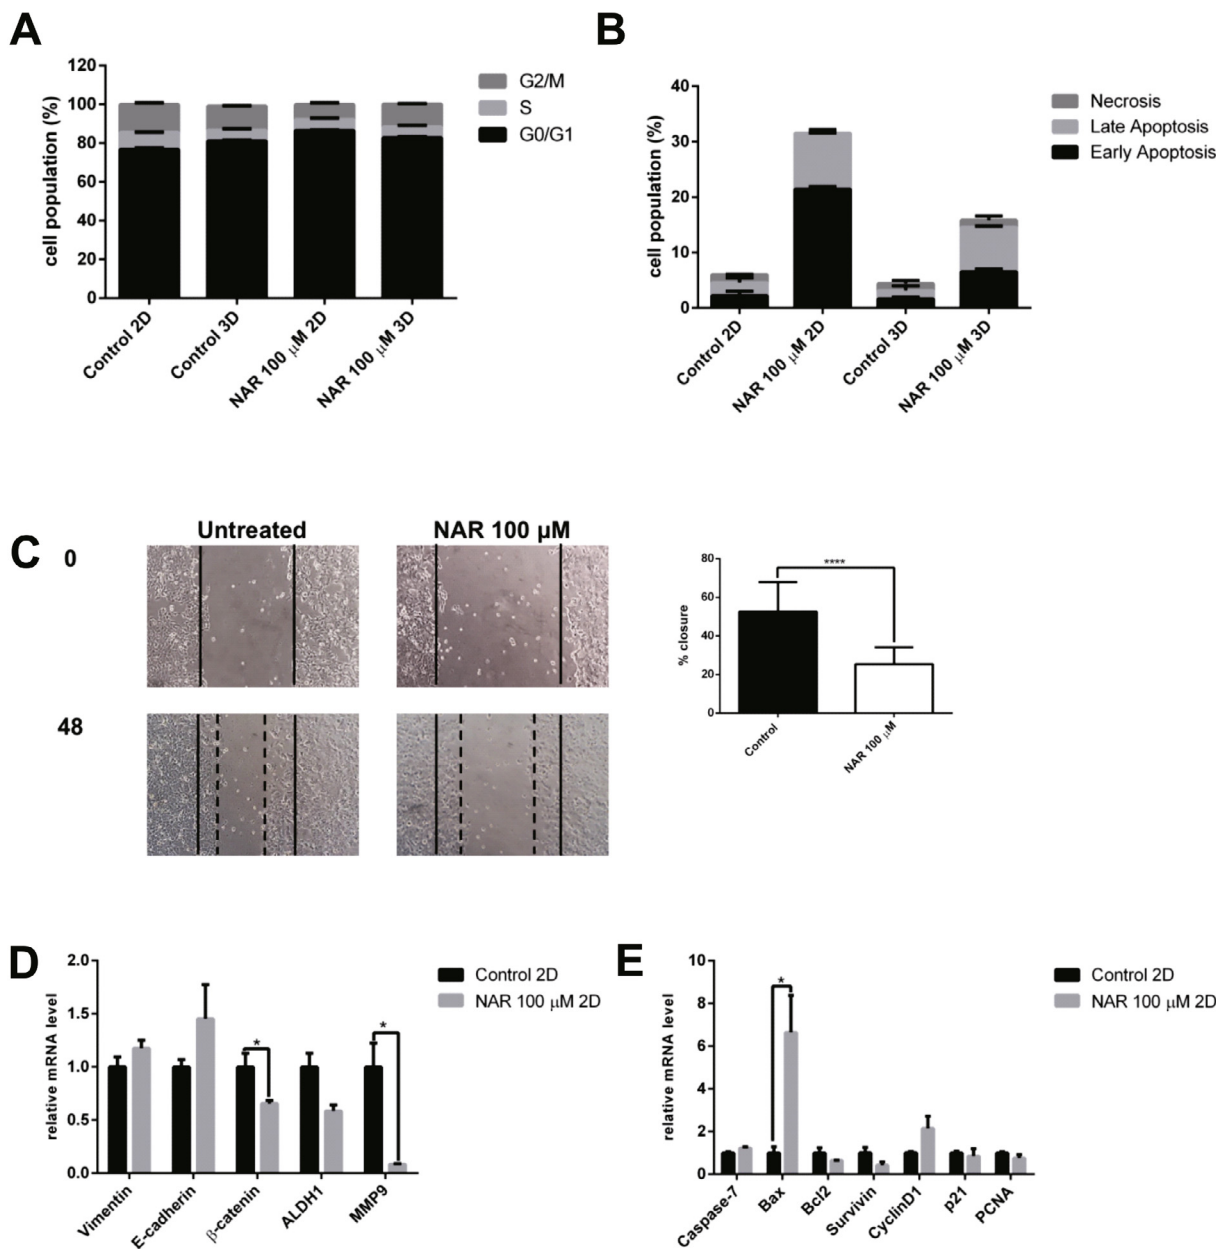 A
cell population (%)
120
100
80
60
40
20
0
G2/M
S
G0/G1
Control 2D
Control 3D
NAR 100 μM 2D
NAR 100 μM 3D
B
cell population (%)
40
30
20
10
0
Necrosis
Late Apoptosis
Early Apoptosis
Control 2D
NAR 100 μM 2D
Control 3D
NAR 100 μM 3D
C
Untreated
NAR 100 μM
0
48
% closure
80
60
40
20
0
****
Control
NAR 100 μM
D
relative mRNA level
2.0
1.5
1.0
0.5
0.0
*
*
Control 2D
NAR 100 μM 2D
Vimentin
E-cadherin
β-catenin
ALDH1
MMP9
E
relative mRNA level
10
8
6
4
2
0
*
Control 2D
NAR 100 μM 2D
Caspase-7
Bax
Bcl2
Survivin
CyclinD1
p21
PCNA